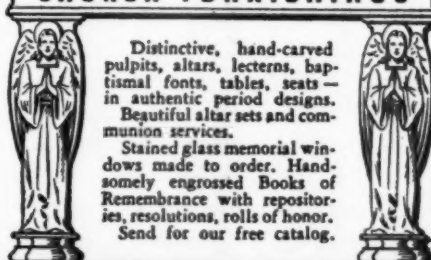 Distinctive, hand-carved
pulpits, altars, lecterns, bap-
tismal fonts, tables, seats —
in authentic period designs.
Beautiful altar sets and com-
munion services.
Stained glass memorial win-
dows made to order. Hand-
somely engrossed Books of
Remembrance with repositor-
ies, resolutions, rolls of honor.
Send for our free catalog.